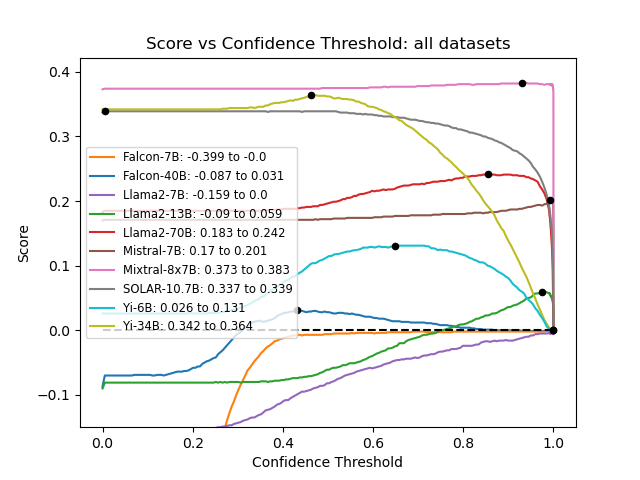 Score vs Confidence Threshold: all datasets
0.4
0.3
0.2
0.1
0.0
−0.1
Score
Falcon-7B: -0.399 to -0.0
Falcon-40B: -0.087 to 0.031
Llama2-7B: -0.159 to 0.0
Llama2-13B: -0.09 to 0.059
Llama2-70B: 0.183 to 0.242
Mistral-7B: 0.17 to 0.201
Mixtral-8x7B: 0.373 to 0.383
SOLAR-10.7B: 0.337 to 0.339
Yi-6B: 0.026 to 0.131
Yi-34B: 0.342 to 0.364
0.0 0.2 0.4 0.6 0.8 1.0
Confidence Threshold